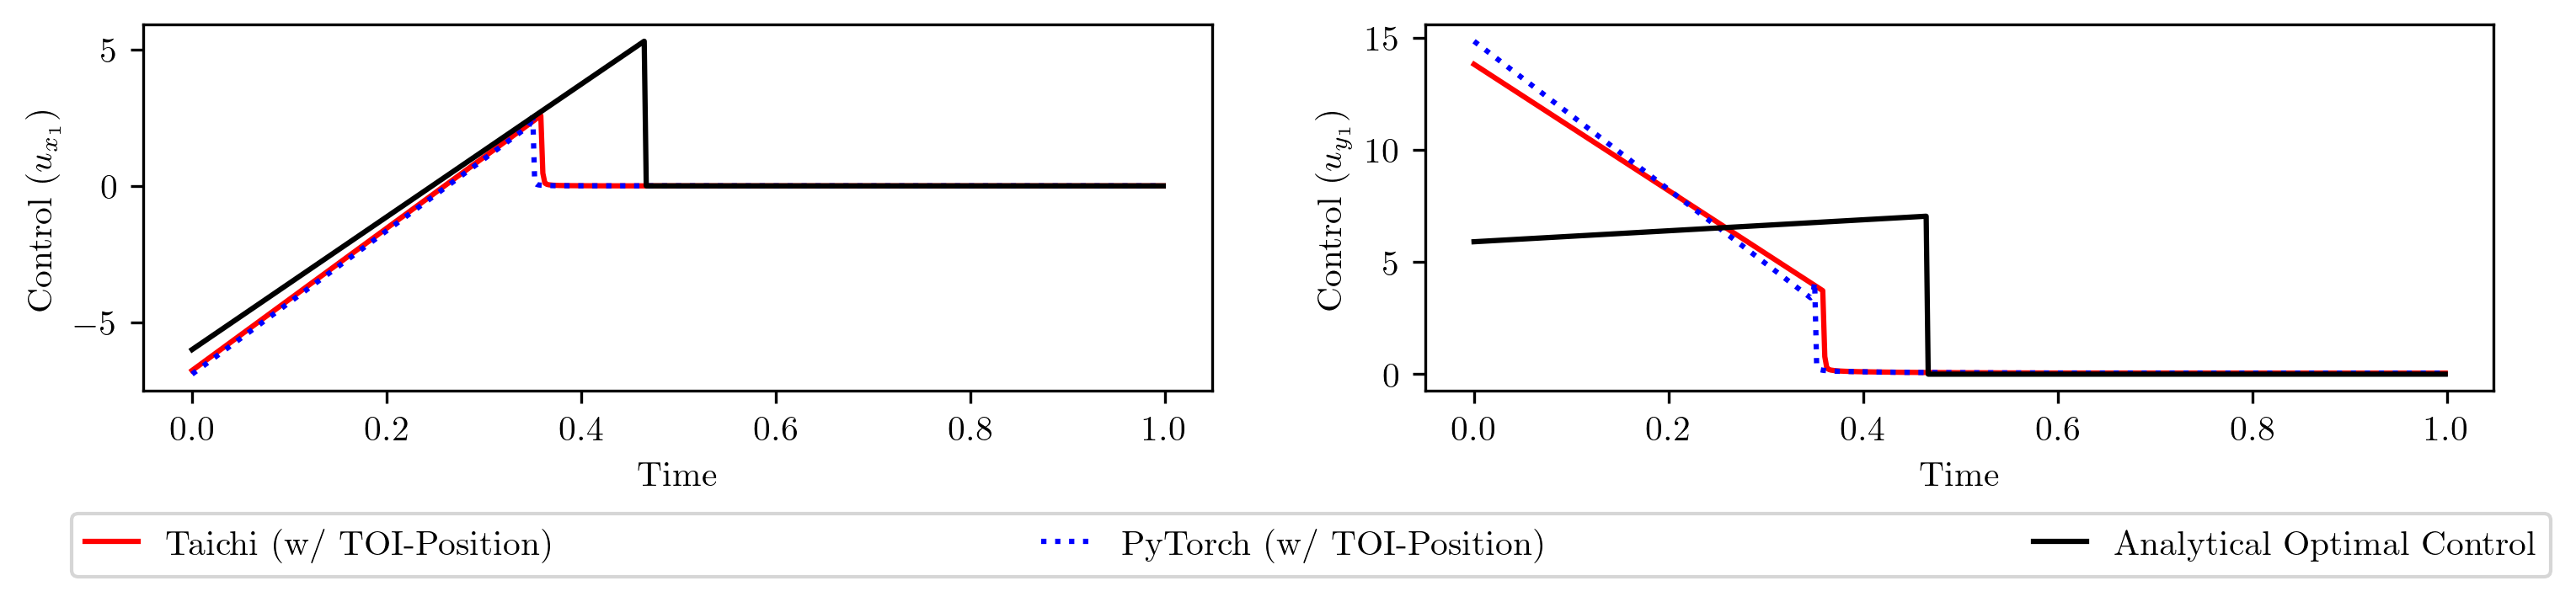 Control (u_{x_1})
5
0
−5
0.0 0.2 0.4 0.6 0.8 1.0
Time
Control (u_{y_1})
15
10
5
0
0.0 0.2 0.4 0.6 0.8 1.0
Time
Taichi (w/ TOI-Position) PyTorch (w/ TOI-Position) Analytical Optimal Control